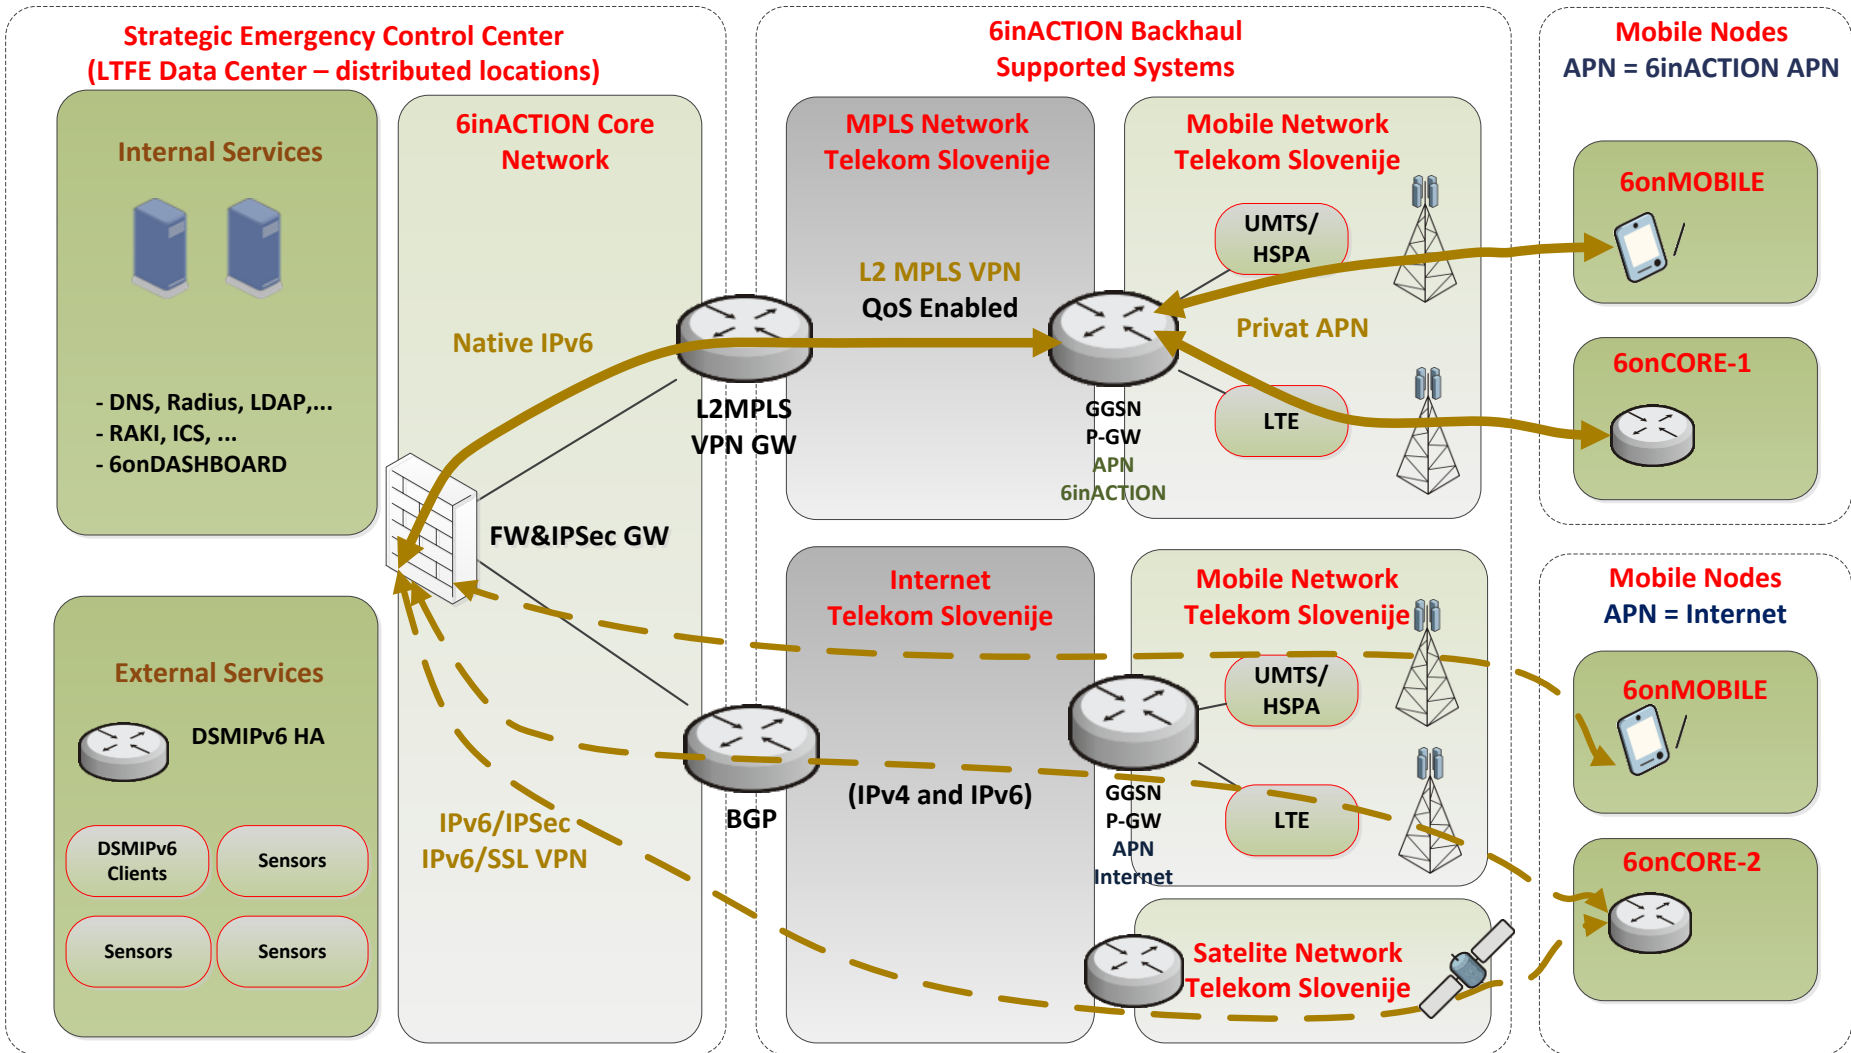 Strategic Emergency Control Center
(LTFE Data Center – distributed locations)
Internal Services
- DNS, Radius, LDAP,...
- RAKI, ICS, ...
- 6onDASHBOARD
6inACTION Core
Network
Native IPv6
L2MPLS
VPN GW
FW&IPSec GW
External Services
DSMIPv6 HA
DSMIPv6
Clients
Sensors
Sensors
Sensors
IPv6/IPSec
IPv6/SSL VPN
BGP
6inACTION Backhaul
Supported Systems
MPLS Network
Telekom Slovenije
L2 MPLS VPN
QoS Enabled
Mobile Network
Telekom Slovenije
UMTS/
HSPA
Privat APN
LTE
GGSN
P-GW
APN
6inACTION
Internet
Telekom Slovenije
(IPv4 and IPv6)
Mobile Network
Telekom Slovenije
UMTS/
HSPA
LTE
GGSN
P-GW
APN
Internet
Satelite Network
Telekom Slovenije
Mobile Nodes
APN = 6inACTION APN
6onMOBILE
6onCORE-1
Mobile Nodes
APN = Internet
6onMOBILE
6onCORE-2